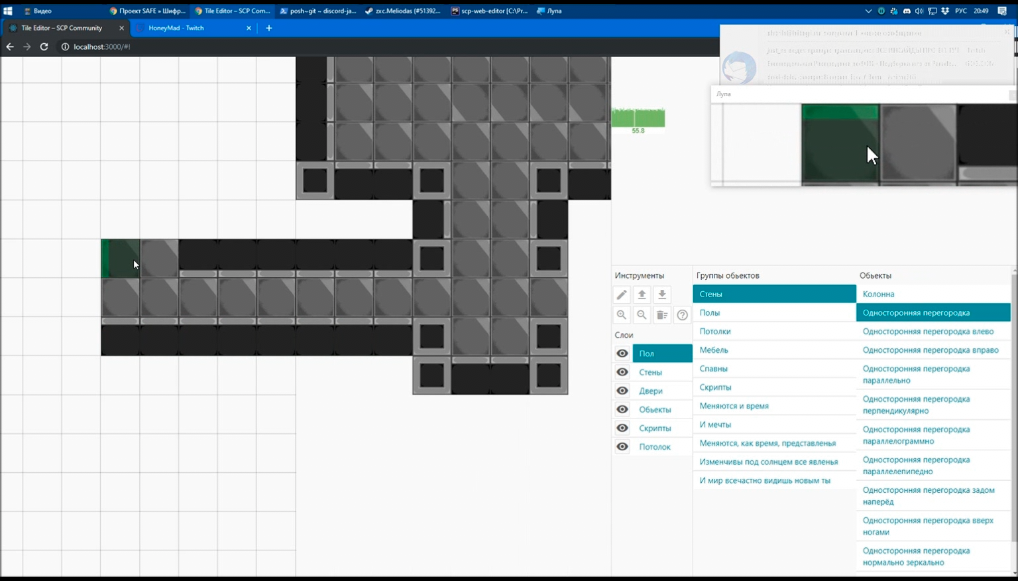 Видео
Проект SAFE » Шифр...
Tile Editor – SCP Com...
posh~git ~ discord-ja...
zxc.Meliodas (#51392...
scp-web-editor [C:\Pr...
Лупа
РУС
20:49
Tile Editor – SCP Community
HoneyMad - Twitch
localhost:3000/#!
Лупа
55.8
Инструменты
Слои
Пол
Стены
Двери
Объекты
Скрипты
Потолок
Группы объектов
Стены
Полы
Потолки
Мебель
Спавны
Скрипты
Меняются и время
И мечты
Меняются, как время, представленья
Изменчивы под солнцем все явленья
И мир всечастно видишь новым ты
Объекты
Колонна
Односторонняя перегородка
Односторонняя перегородка влево
Односторонняя перегородка вправо
Односторонняя перегородка
параллельно
Односторонняя перегородка
перпендикулярно
Односторонняя перегородка
параллелограммно
Односторонняя перегородка
параллелепипедно
Односторонняя перегородка задом
наперёд
Односторонняя перегородка вверх
ногами
Односторонняя перегородка
нормально зеркально